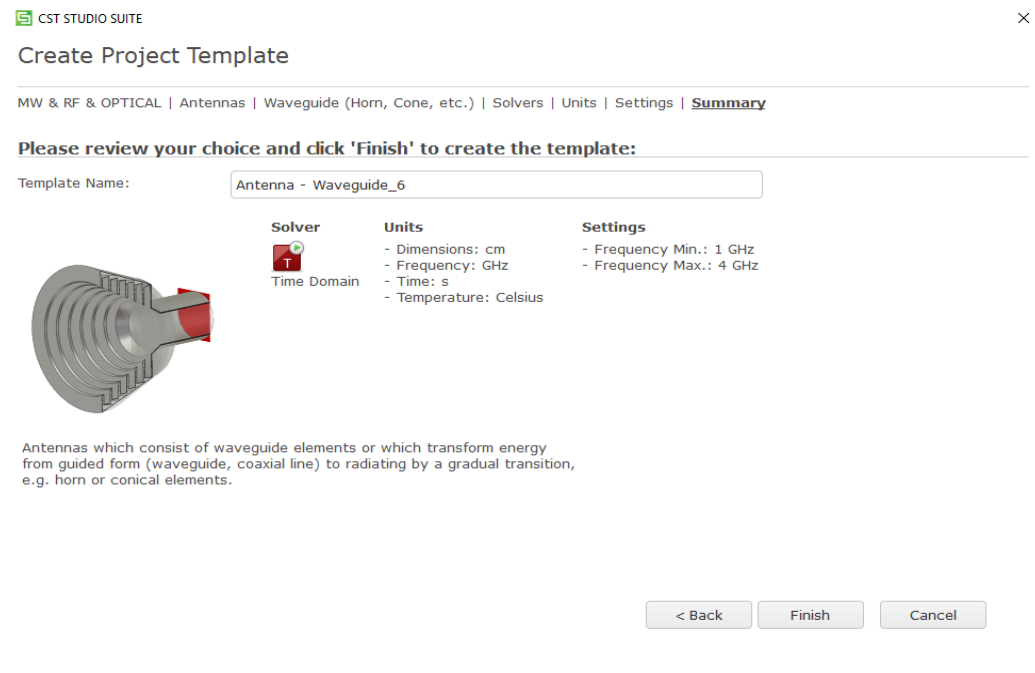 CST STUDIO SUITE
Create Project Template
MW & RF & OPTICAL | Antennas | Waveguide (Horn, Cone, etc.) | Solvers | Units | Settings | Summary
Please review your choice and click 'Finish' to create the template:
Template Name: Antenna - Waveguide_6
Solver Units Settings
- Dimensions: cm - Frequency Min.: 1 GHz
T - Frequency: GHz - Frequency Max.: 4 GHz
Time Domain - Time: s
- Temperature: Celsius
Antennas which consist of waveguide elements or which transform energy
from guided form (waveguide, coaxial line) to radiating by a gradual transition,
e.g. horn or conical elements.
< Back Finish Cancel